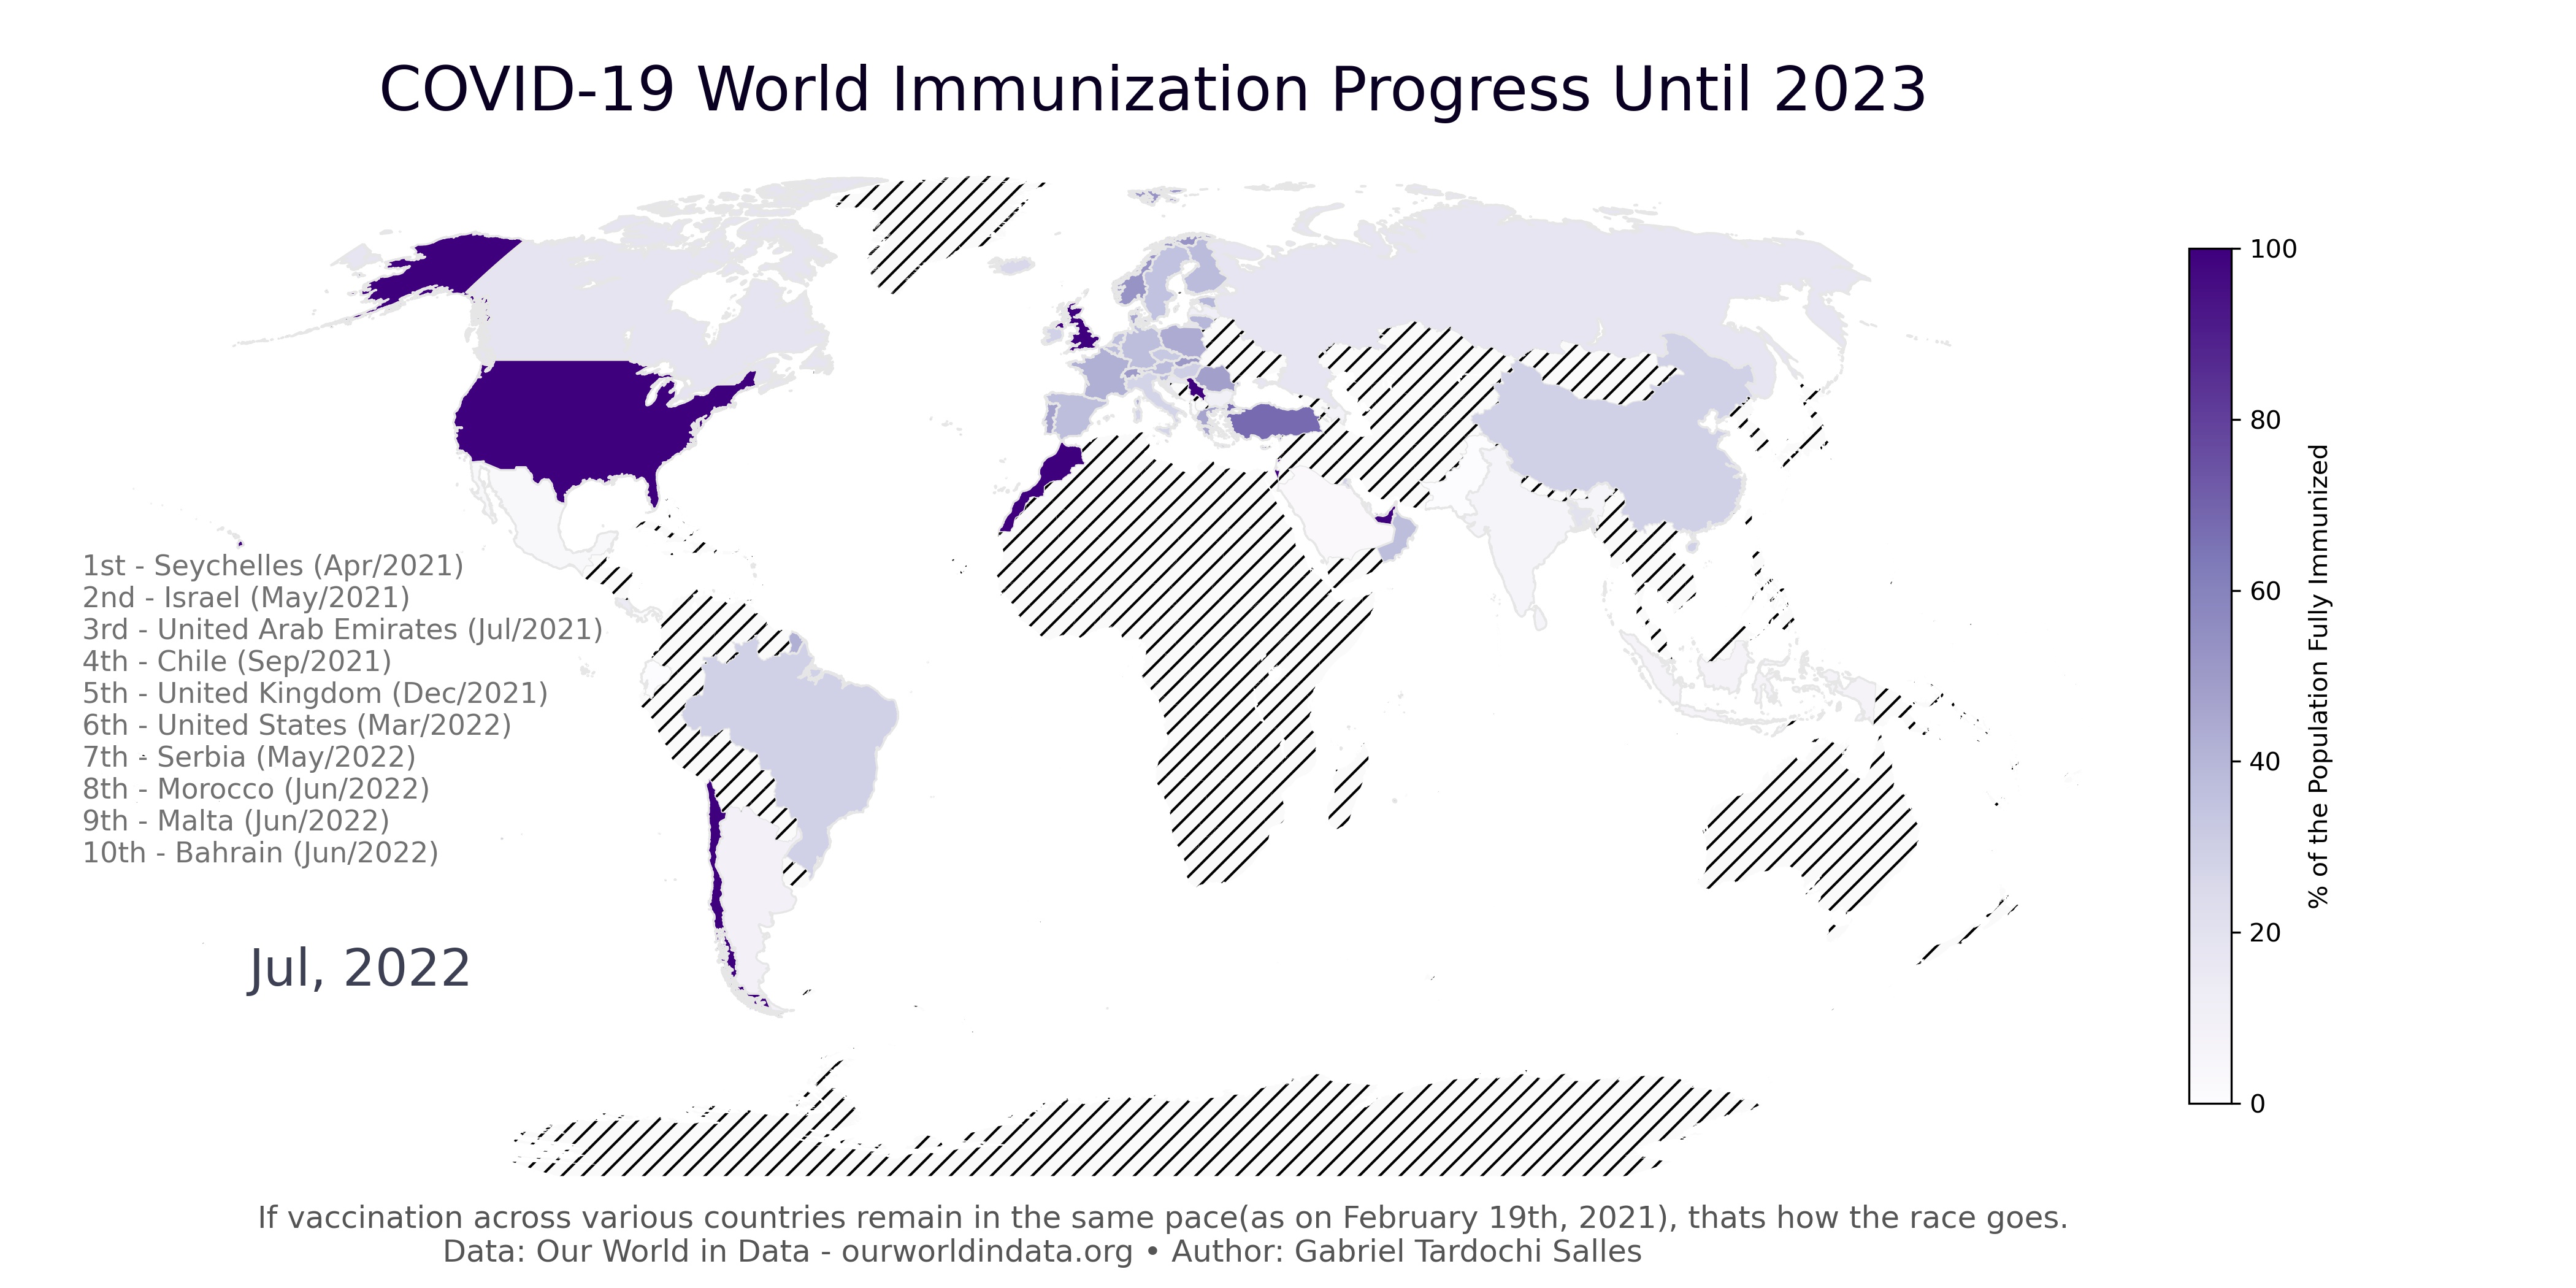 COVID-19 World Immunization Progress Until 2023
1st - Seychelles (Apr/2021)
2nd - Israel (May/2021)
3rd - United Arab Emirates (Jul/2021)
4th - Chile (Sep/2021)
5th - United Kingdom (Dec/2021)
6th - United States (Mar/2022)
7th - Serbia (May/2022)
8th - Morocco (Jun/2022)
9th - Malta (Jun/2022)
10th - Bahrain (Jun/2022)
Jul, 2022
100
80
60
40
20
0
% of the Population Fully Immunized
If vaccination across various countries remain in the same pace(as on February 19th, 2021), thats how the race goes.
Data: Our World in Data - ourworldindata.org • Author: Gabriel Tardochi Salles